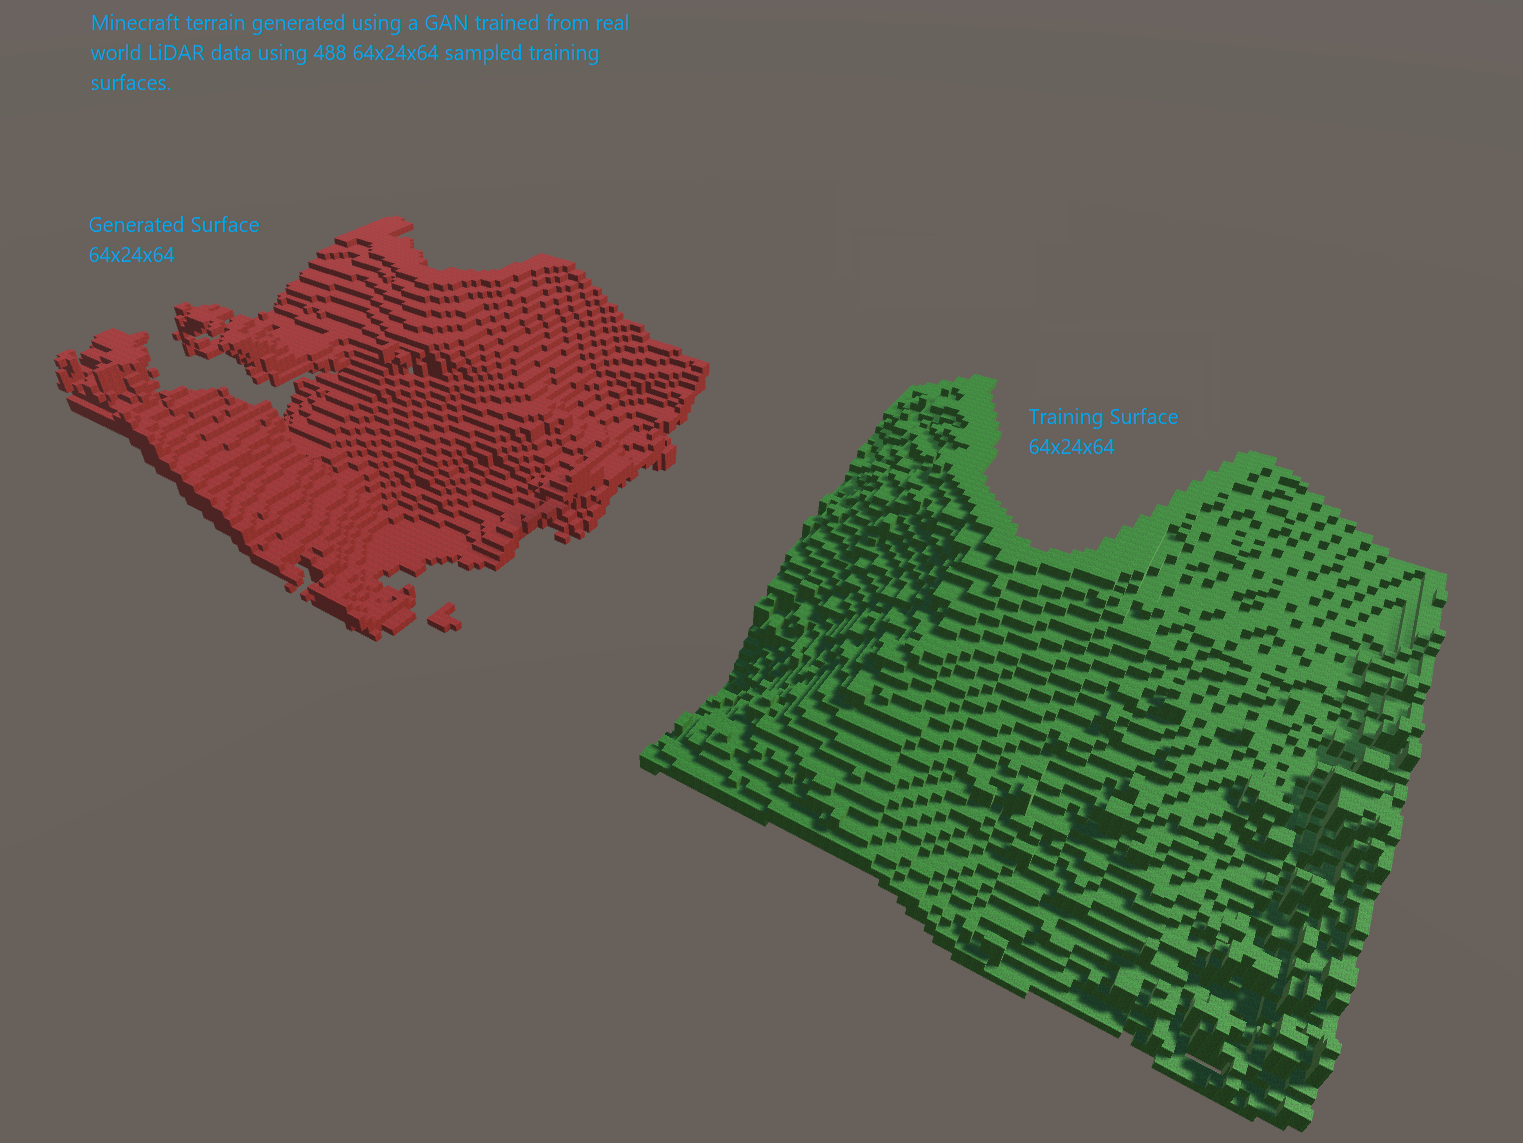 Minecraft terrain generated using a GAN trained from real
world LiDAR data using 488 64x24x64 sampled training
surfaces.
Generated Surface
64x24x64
Training Surface
64x24x64